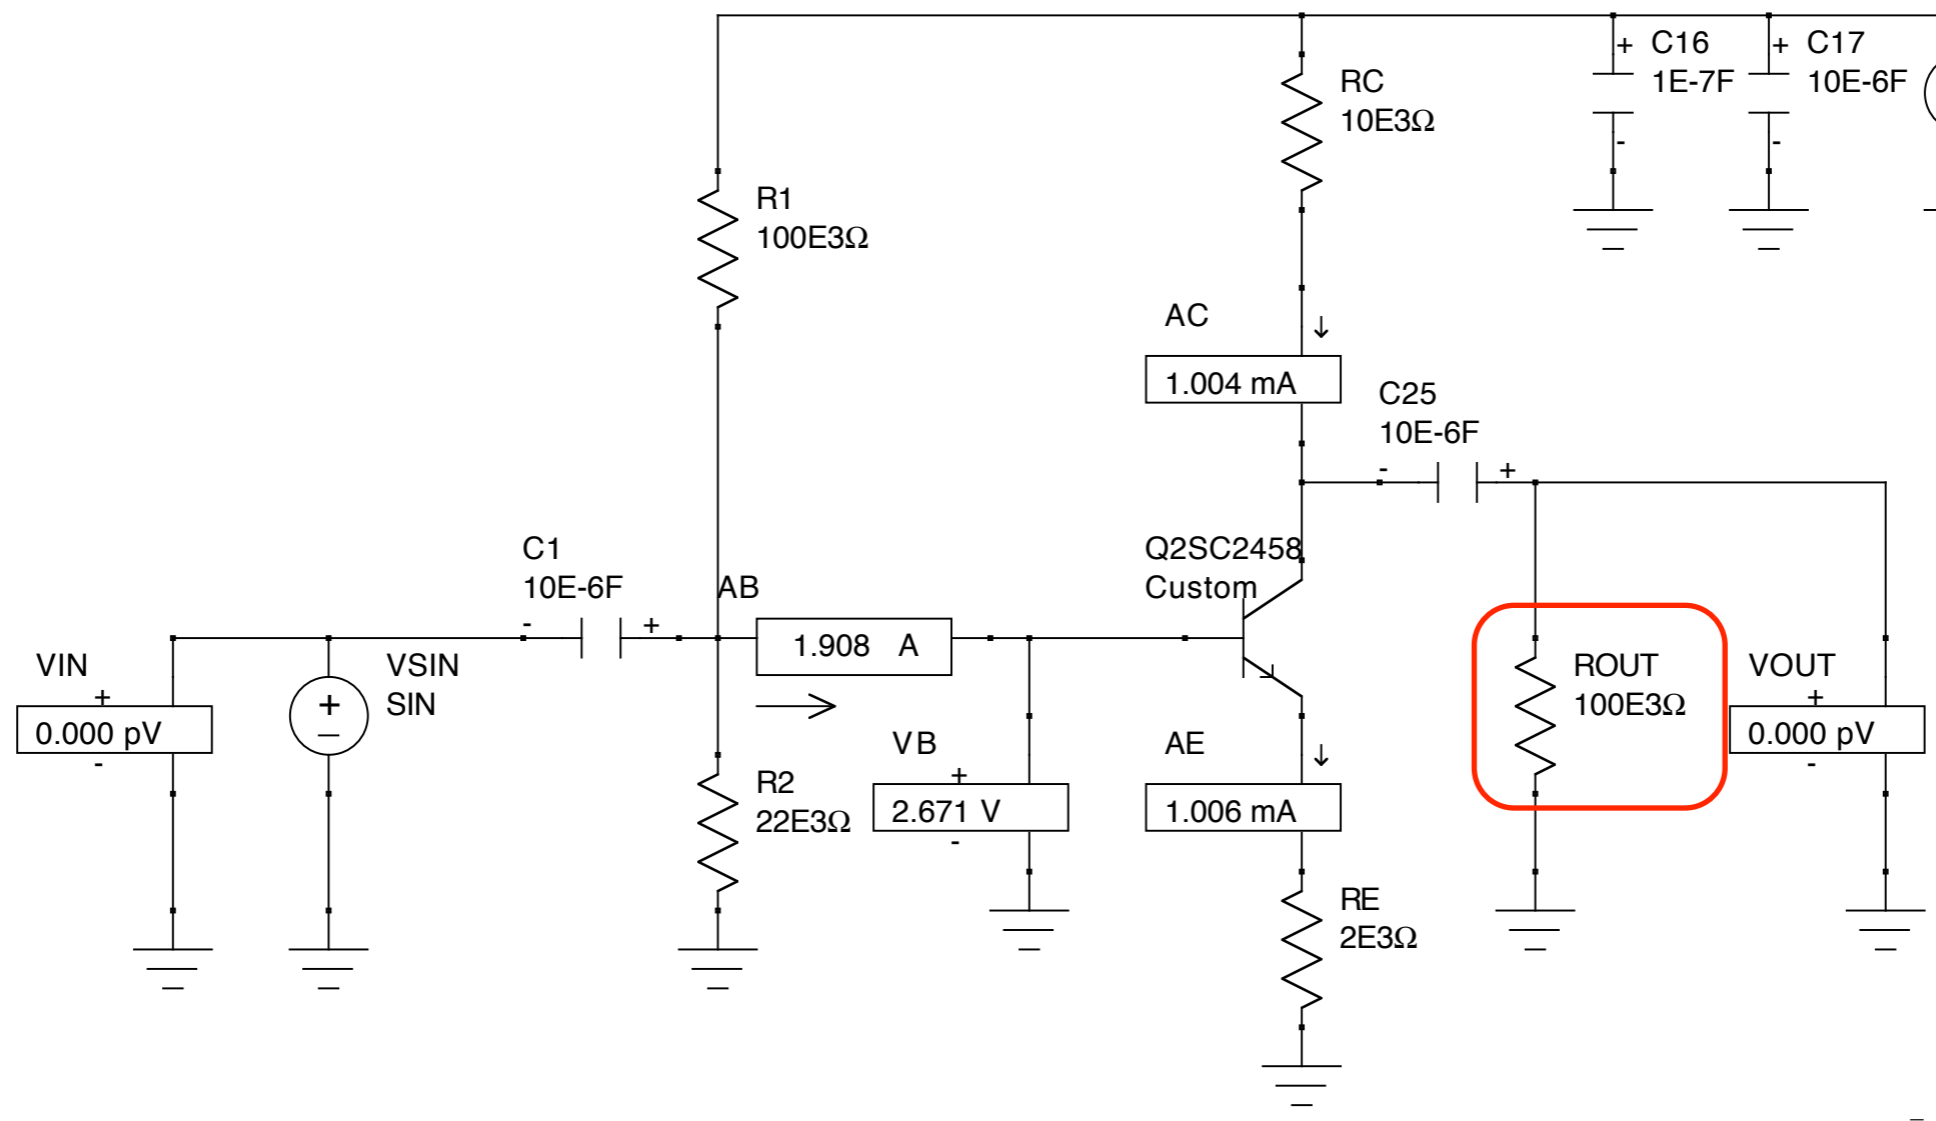 C16
1E-7F
C17
10E-6F
RC
10E3Ω
R1
100E3Ω
AC
1.004 mA
C25
10E-6F
C1
10E-6F
AB
1.908 A
Q2SC2458
Custom
VIN
0.000 pV
VSIN
SIN
ROUT
100E3Ω
VOUT
0.000 pV
R2
22E3Ω
VB
2.671 V
AE
1.006 mA
RE
2E3Ω